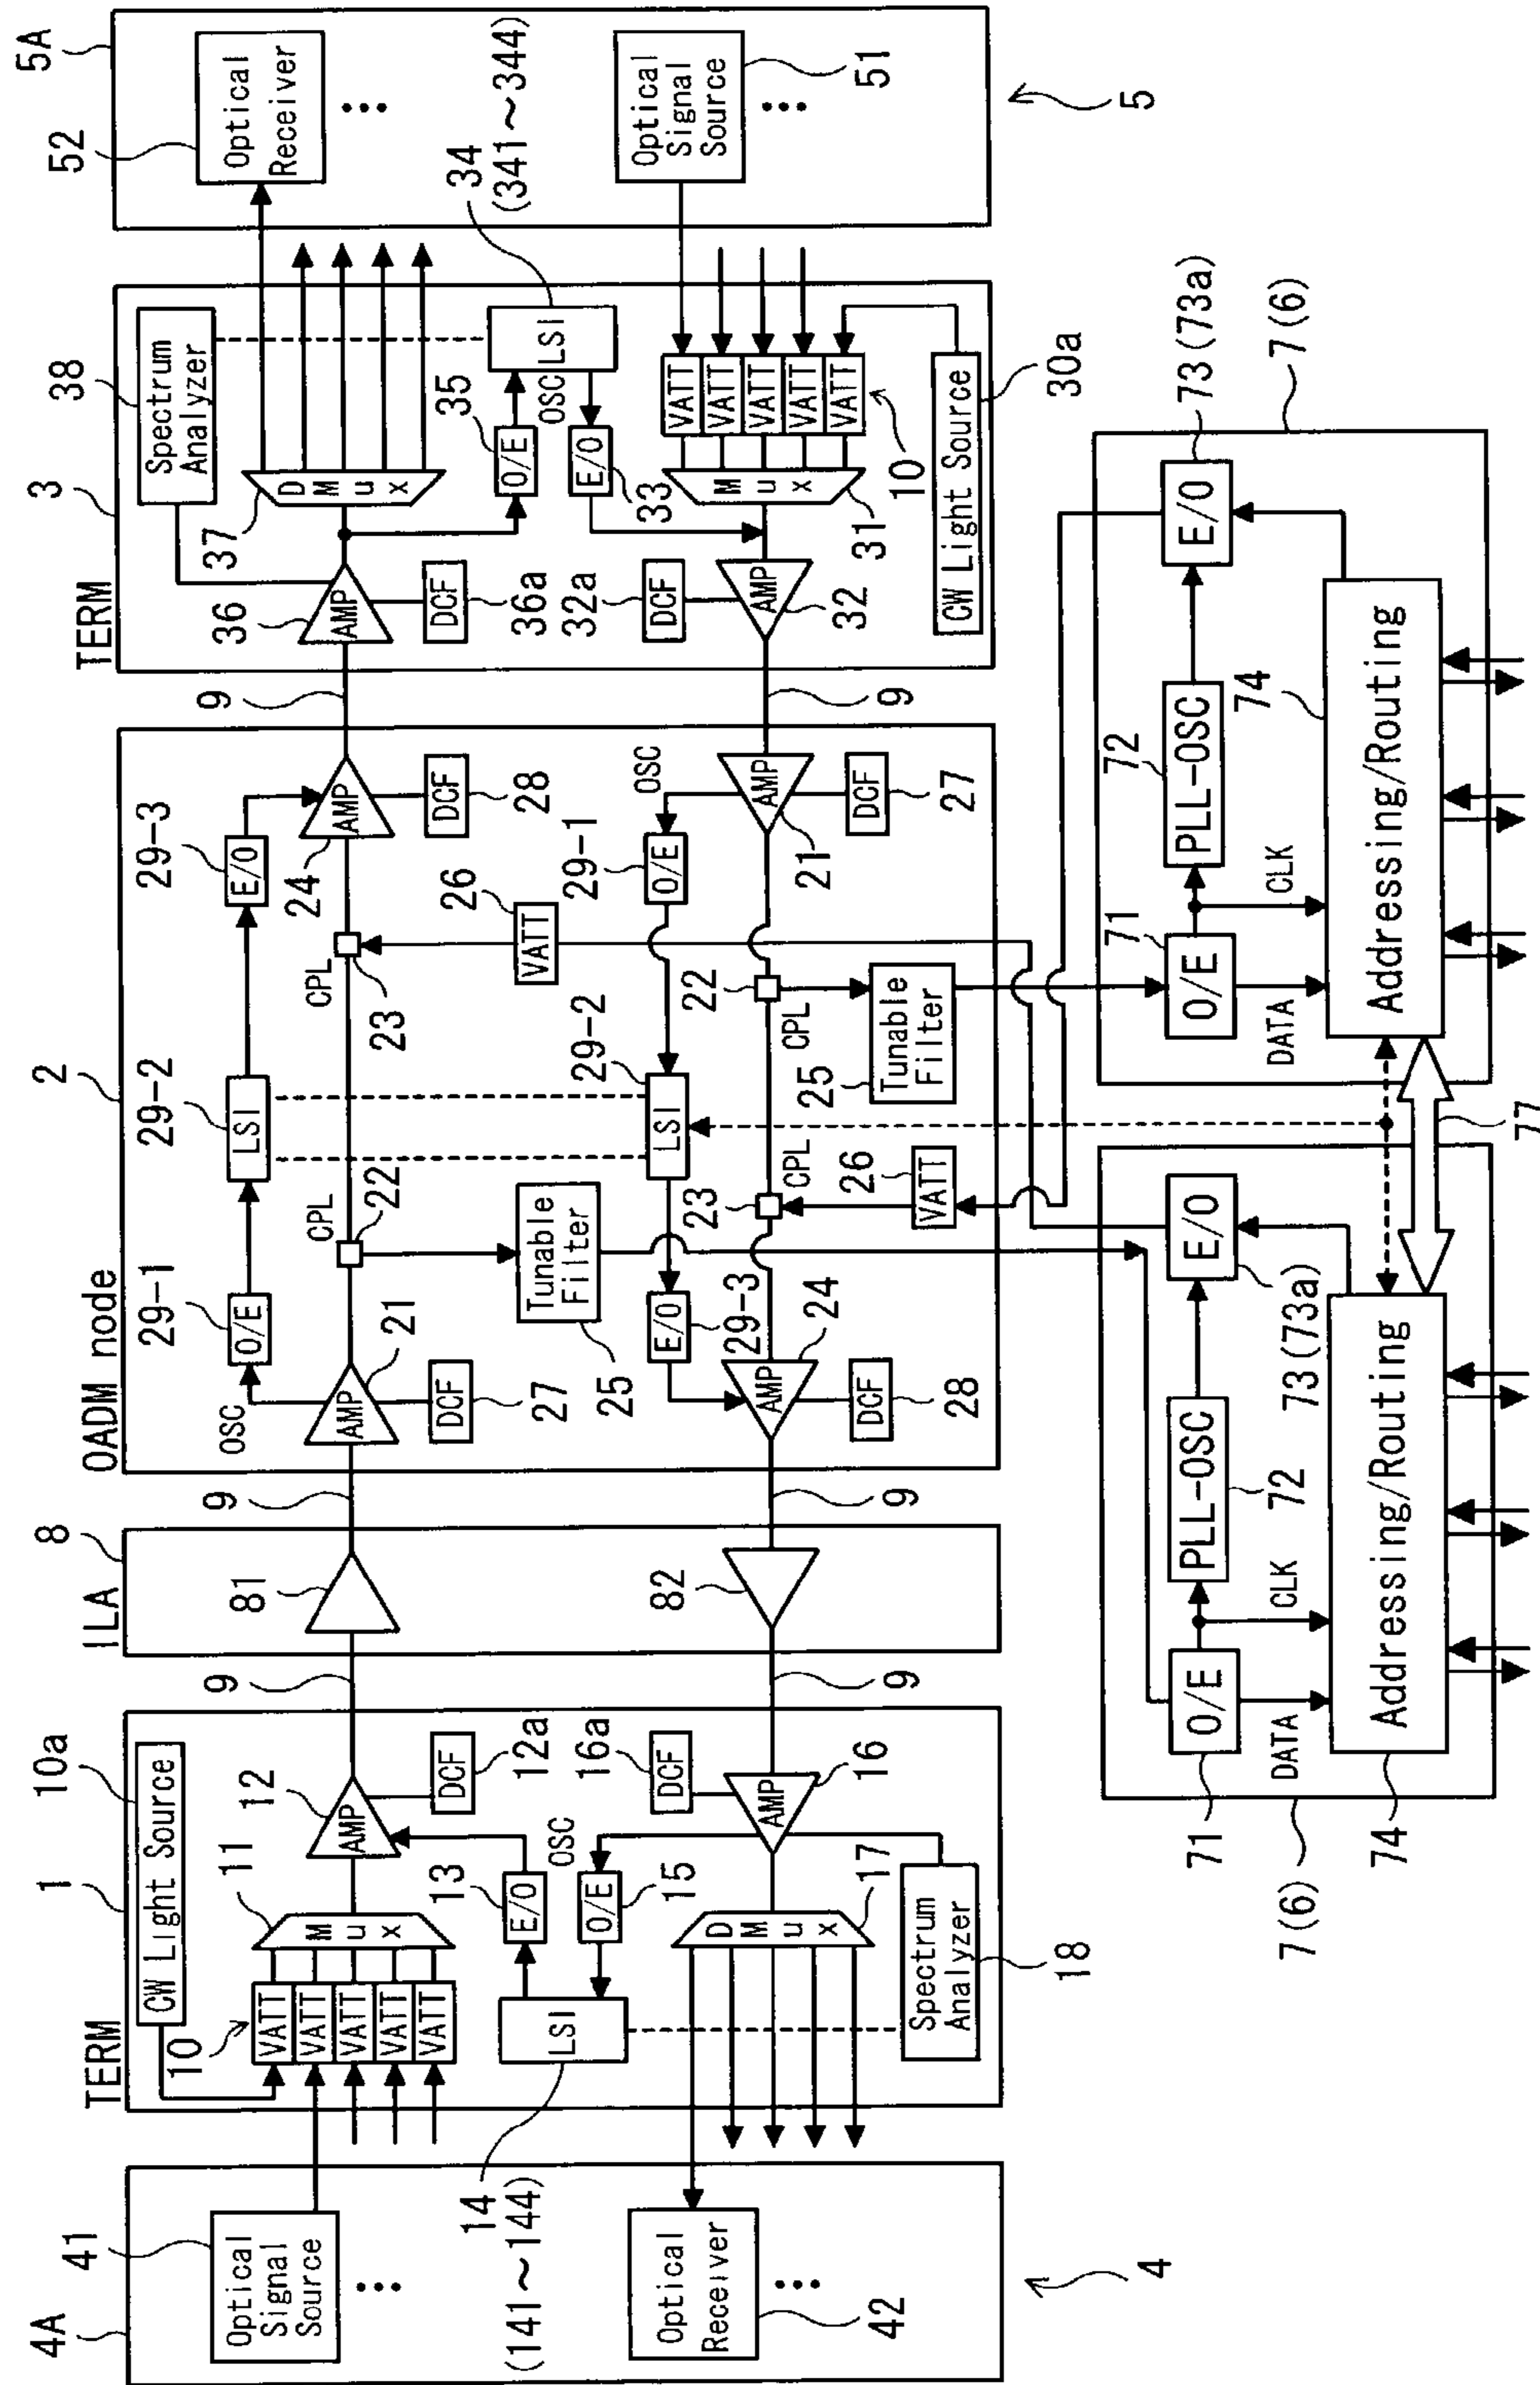 4A
41
Optical
Signal
Source
Optical
Receiver
42
4
TERM
1
10a
CW Light Source
10
VATT
VATT
VATT
VATT
VATT
11
Mux
12
AMP
DCF
12a
13
E/O
LSI
14
(141~144)
OSC
O/E
15
16a
DCF
AMP
16
DMux
17
Spectrum
Analyzer
18
9
9
ILA
8
81
82
9
9
OADM node
2
OSC
29-1
O/E
29-2
LSI
29-3
E/O
21
AMP
DCF
27
CPL
22
CPL
23
24
AMP
DCF
28
Tunable
Filter
25
VATT
26
OSC
29-1
O/E
29-2
LSI
E/O
29-3
24
AMP
DCF
28
23
CPL
VATT
26
22
CPL
25
Tunable
Filter
AMP
21
DCF
27
9
9
TERM
3
38
Spectrum
Analyzer
37
DMux
36
AMP
DCF
36a
35
O/E
OSC
LSI
34
(341~344)
E/O
33
32a
DCF
AMP
32
VATT
VATT
VATT
VATT
VATT
10
Mux
31
CW Light Source
30a
5A
52
Optical
Receiver
Optical
Signal
Source
51
5
71
O/E
DATA
CLK
PLL-OSC
72
E/O
73(73a)
Addressing/Routing
74
7(6)
77
71
O/E
DATA
CLK
PLL-OSC
72
E/O
73(73a)
74
Addressing/Routing
7(6)